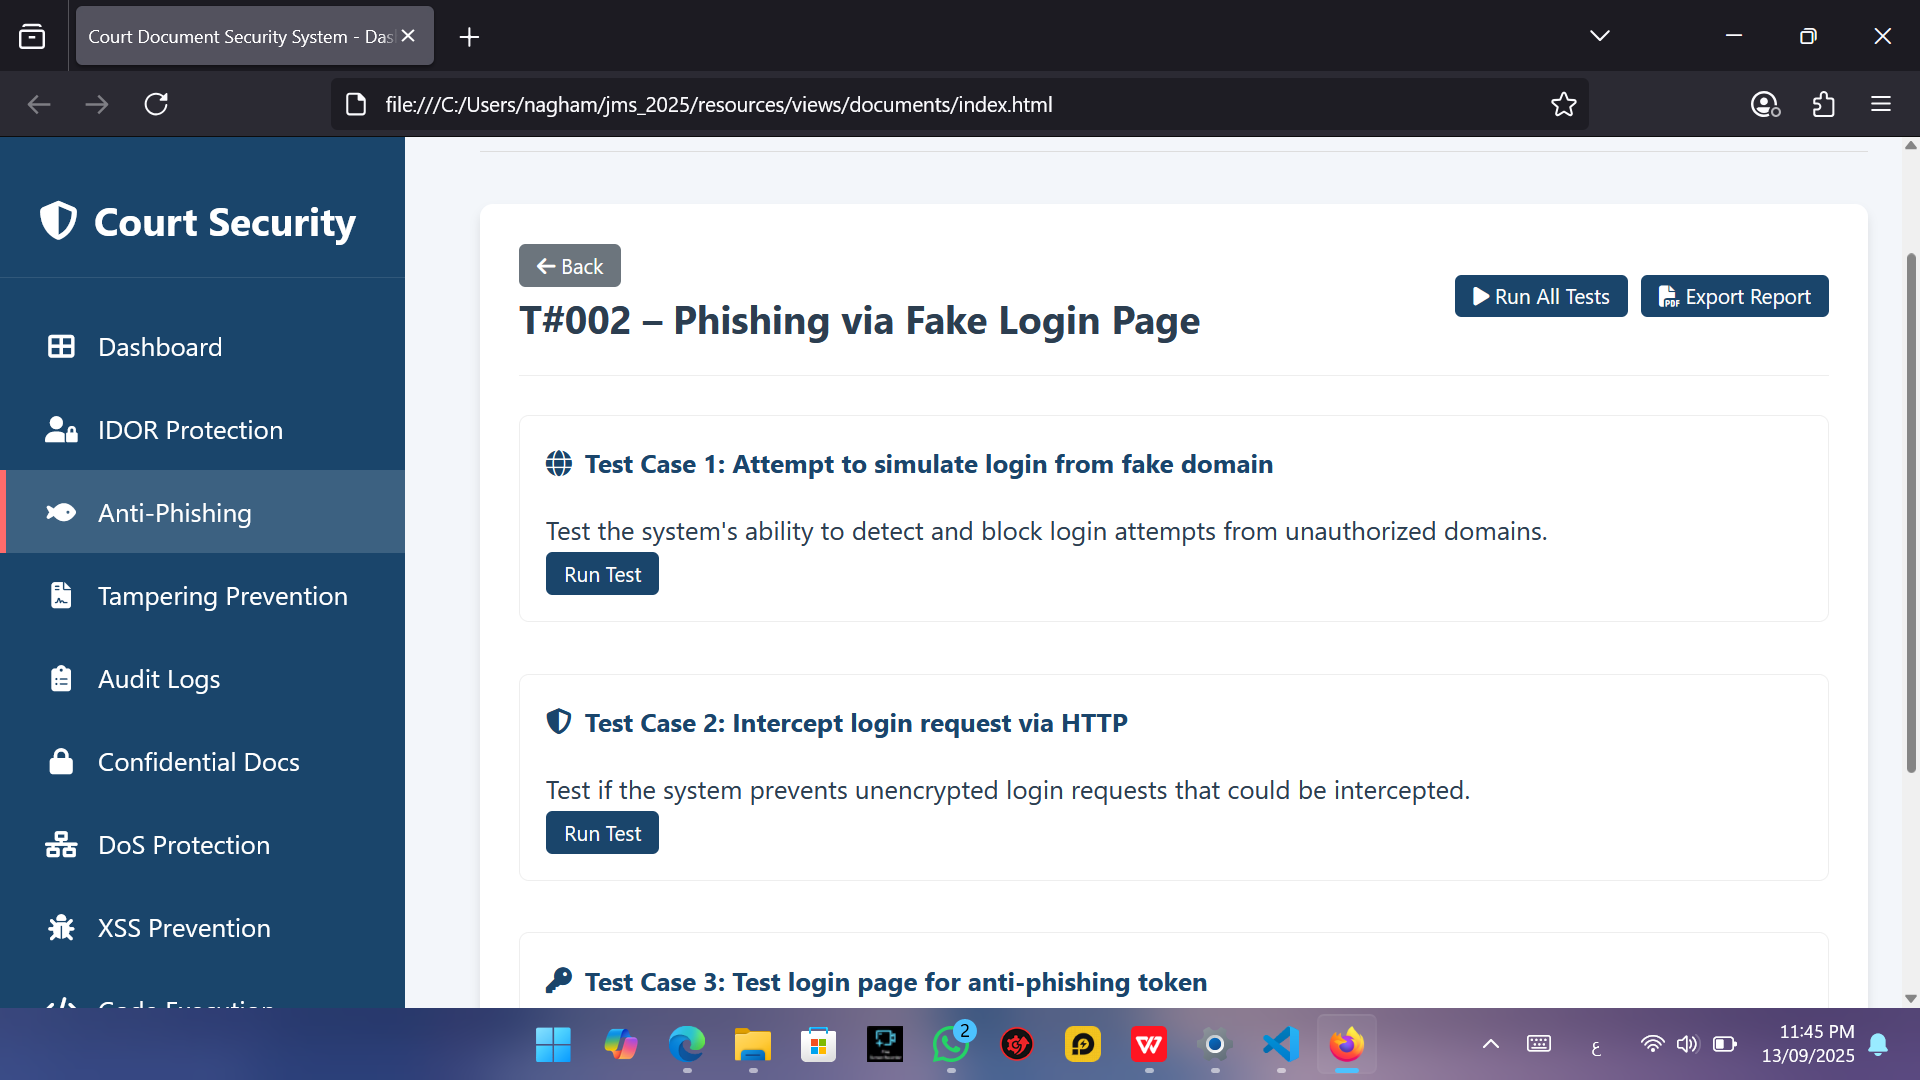 Court Document Security System - Das
file:///C:/Users/nagham/jms_2025/resources/views/documents/index.html
Court Security
Dashboard
IDOR Protection
Anti-Phishing
Tampering Prevention
Audit Logs
Confidential Docs
DoS Protection
XSS Prevention
Code Execution
Back
T#002 – Phishing via Fake Login Page
Run All Tests
Export Report
Test Case 1: Attempt to simulate login from fake domain
Test the system's ability to detect and block login attempts from unauthorized domains.
Run Test
Test Case 2: Intercept login request via HTTP
Test if the system prevents unencrypted login requests that could be intercepted.
Run Test
Test Case 3: Test login page for anti-phishing token
2
ع
11:45 PM
13/09/2025